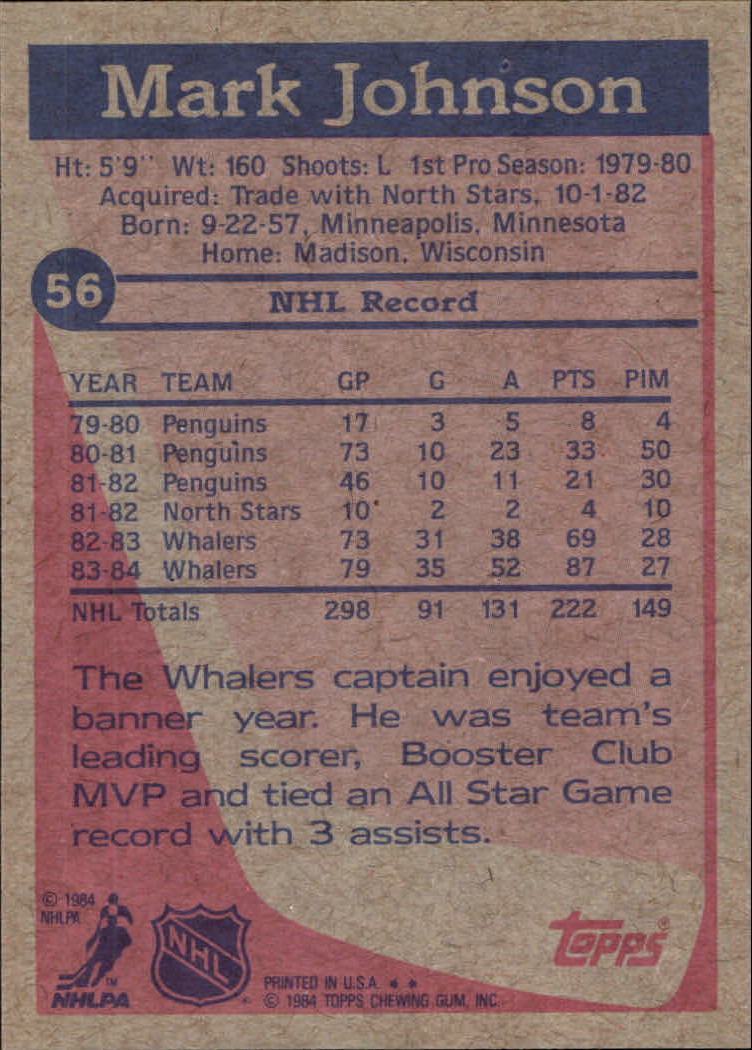 Mark Johnson
Ht: 5'9" Wt: 160 Shoots: L 1st Pro Season: 1979-80
Acquired: Trade with North Stars, 10-1-82
Born: 9-22-57, Minneapolis, Minnesota
Home: Madison, Wisconsin
56
NHL Record
YEAR TEAM GP G A PTS PIM
79-80 Penguins 17 3 5 8 4
80-81 Penguins 73 10 23 33 50
81-82 Penguins 46 10 11 21 30
81-82 North Stars 10 2 2 4 10
82-83 Whalers 73 31 38 69 28
83-84 Whalers 79 35 52 87 27
NHL Totals 298 91 131 222 149
The Whalers captain enjoyed a
banner year. He was team's
leading scorer, Booster Club
MVP and tied an All Star Game
record with 3 assists.
© 1984
NHLPA
TM
NHLPA
NHL
topps®
PRINTED IN U.S.A. * *
© 1984 TOPPS CHEWING GUM, INC.